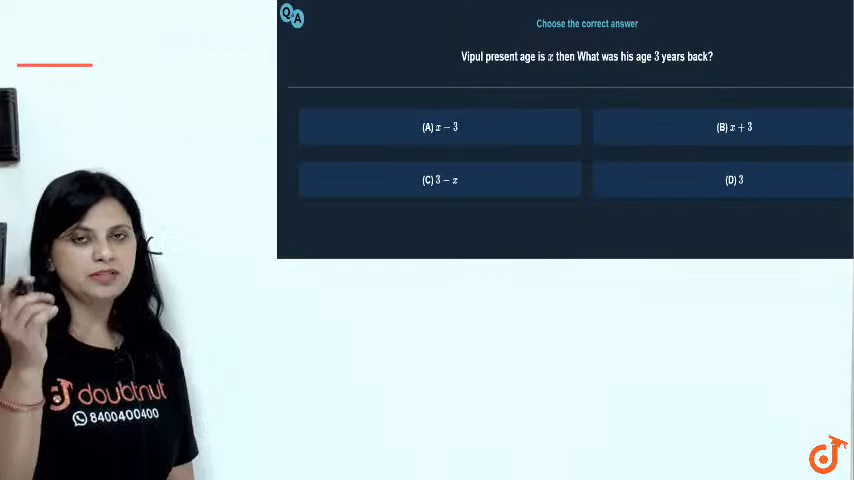 QA
Choose the correct answer
Vipul present age is x then What was his age 3 years back?
(A) x − 3
(B) x + 3
(C) 3 − x
(D) 3
doubtnut
8400400400